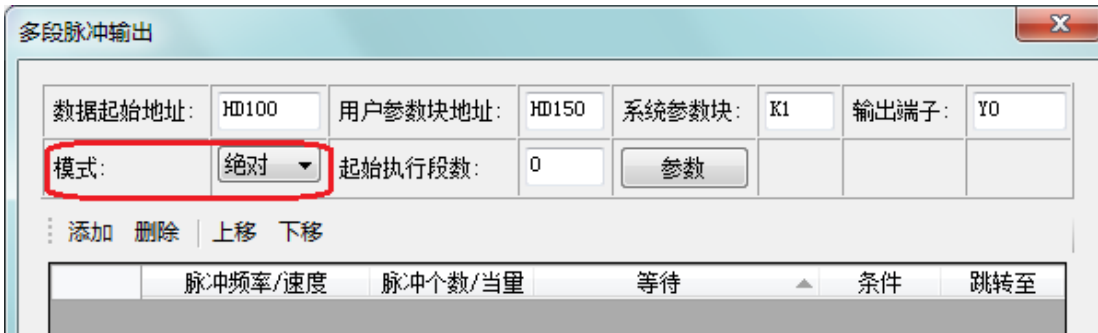 多段脉冲输出
数据起始地址: HD100 用户参数块地址: HD150 系统参数块: K1 输出端子: Y0
模式: 绝对 起始执行段数: 0 参数
添加 删除 上移 下移
脉冲频率/速度 脉冲个数/当量 等待 条件 跳转至